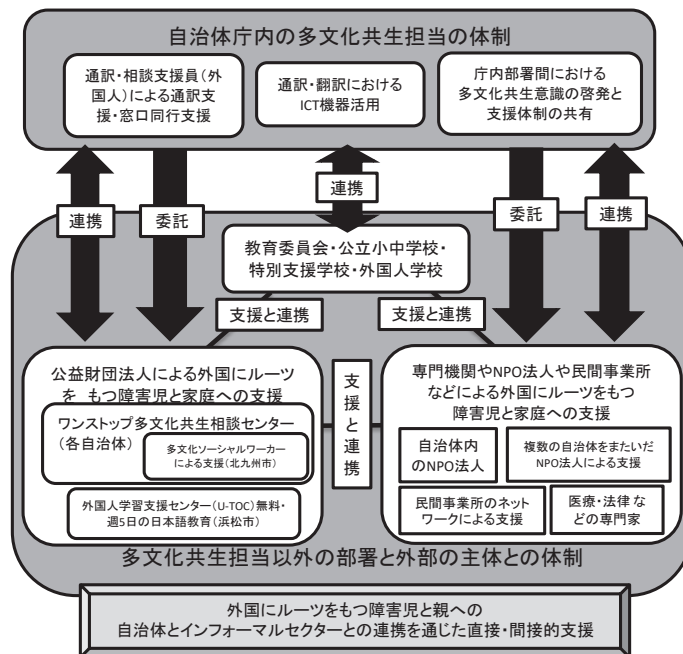 自治体庁内の多文化共生担当の体制
通訳・相談支援員(外
国人)による通訳支
援・窓口同行支援
通訳・翻訳における
ICT機器活用
庁内部署間における
多文化共生意識の啓発と
支援体制の共有
連携
委託
連携
委託
連携
教育委員会・公立小中学校・
特別支援学校・外国人学校
支援と連携
支援と連携
公益財団法人による外国にルーツ
を もつ障害児と家庭への支援
ワンストップ多文化共生相談センター
(各自治体)
多文化ソーシャルワーカー
による支援(北九州市)
外国人学習支援センター(U-TOC)無料・
週5日の日本語教育(浜松市)
支援と連携
専門機関やNPO法人や民間事業所
などによる外国にルーツをもつ
障害児と家庭への支援
自治体内
のNPO法人
複数の自治体をまたいだ
NPO法人による支援
民間事業所のネット
ワークによる支援
医療・法律な
どの専門家
多文化共生担当以外の部署と外部の主体との体制
外国にルーツをもつ障害児と親への
自治体とインフォーマルセクターとの連携を通じた直接・間接的支援